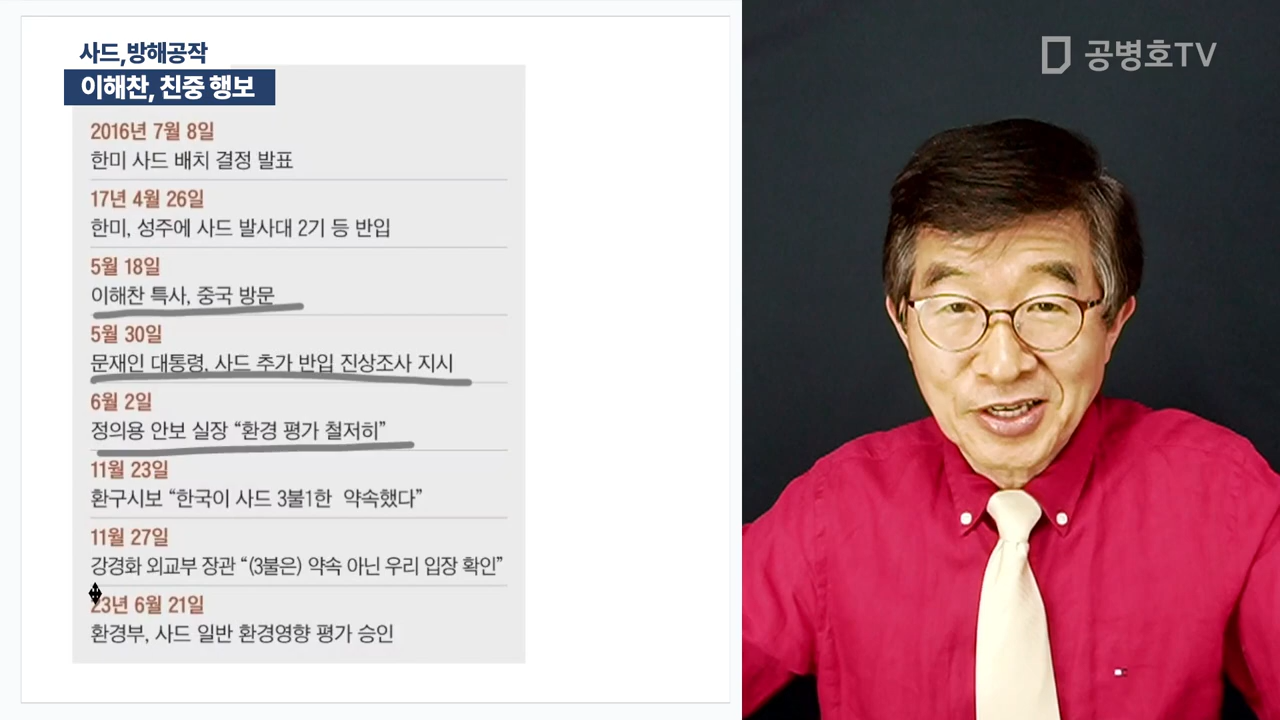 사드,방해공작
이해찬, 친중 행보
공병호TV
2016년 7월 8일
한미 사드 배치 결정 발표
17년 4월 26일
한미, 성주에 사드 발사대 2기 등 반입
5월 18일
이해찬 특사, 중국 방문
5월 30일
문재인 대통령, 사드 추가 반입 진상조사 지시
6월 2일
정의용 안보 실장 “환경 평가 철저히”
11월 23일
환구시보 “한국이 사드 3불1한 약속했다”
11월 27일
강경화 외교부 장관 “(3불은) 약속 아닌 우리 입장 확인”
23년 6월 21일
환경부, 사드 일반 환경영향 평가 승인